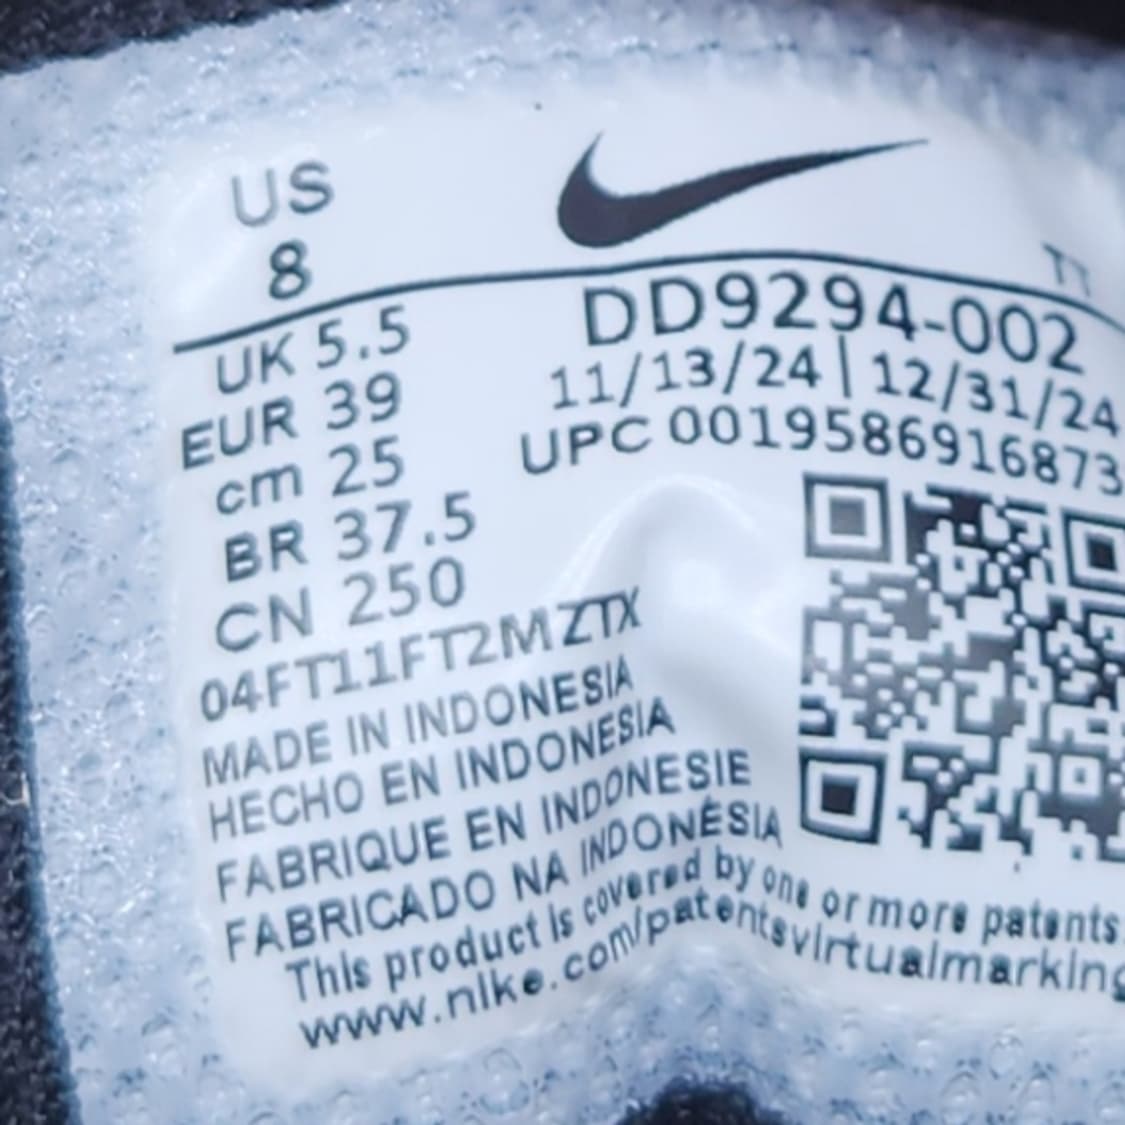 US
8
TT
UK 5.5
EUR 39
cm 25
BR 37.5
CN 250
DD9294-002
11/13/24 | 12/31/24
UPC 00195869916873
04FT11FT2MZTX
MADE IN INDONESIA
HECHO EN INDONESIA
FABRIQUE EN INDONESIE
FABRICADO NA INDONÉSIA
This product is covered by one or more patents.
www.nike.com/patentsvirtualmarking